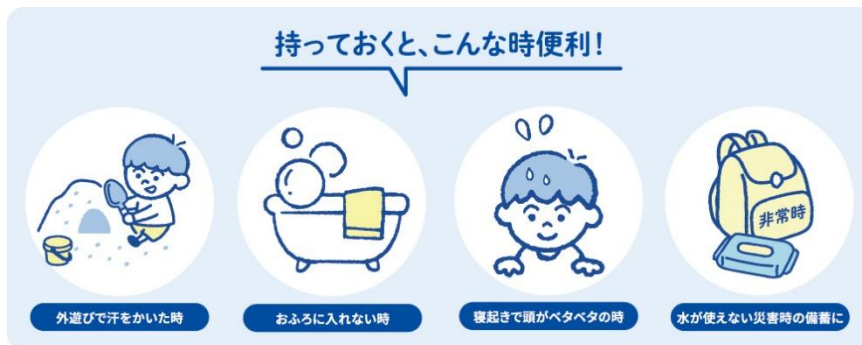 持っておくと、こんな時便利!
非常時
外遊びで汗をかいた時
おふろに入れない時
寝起きで頭がベタベタの時
水が使えない災害時の備蓄に